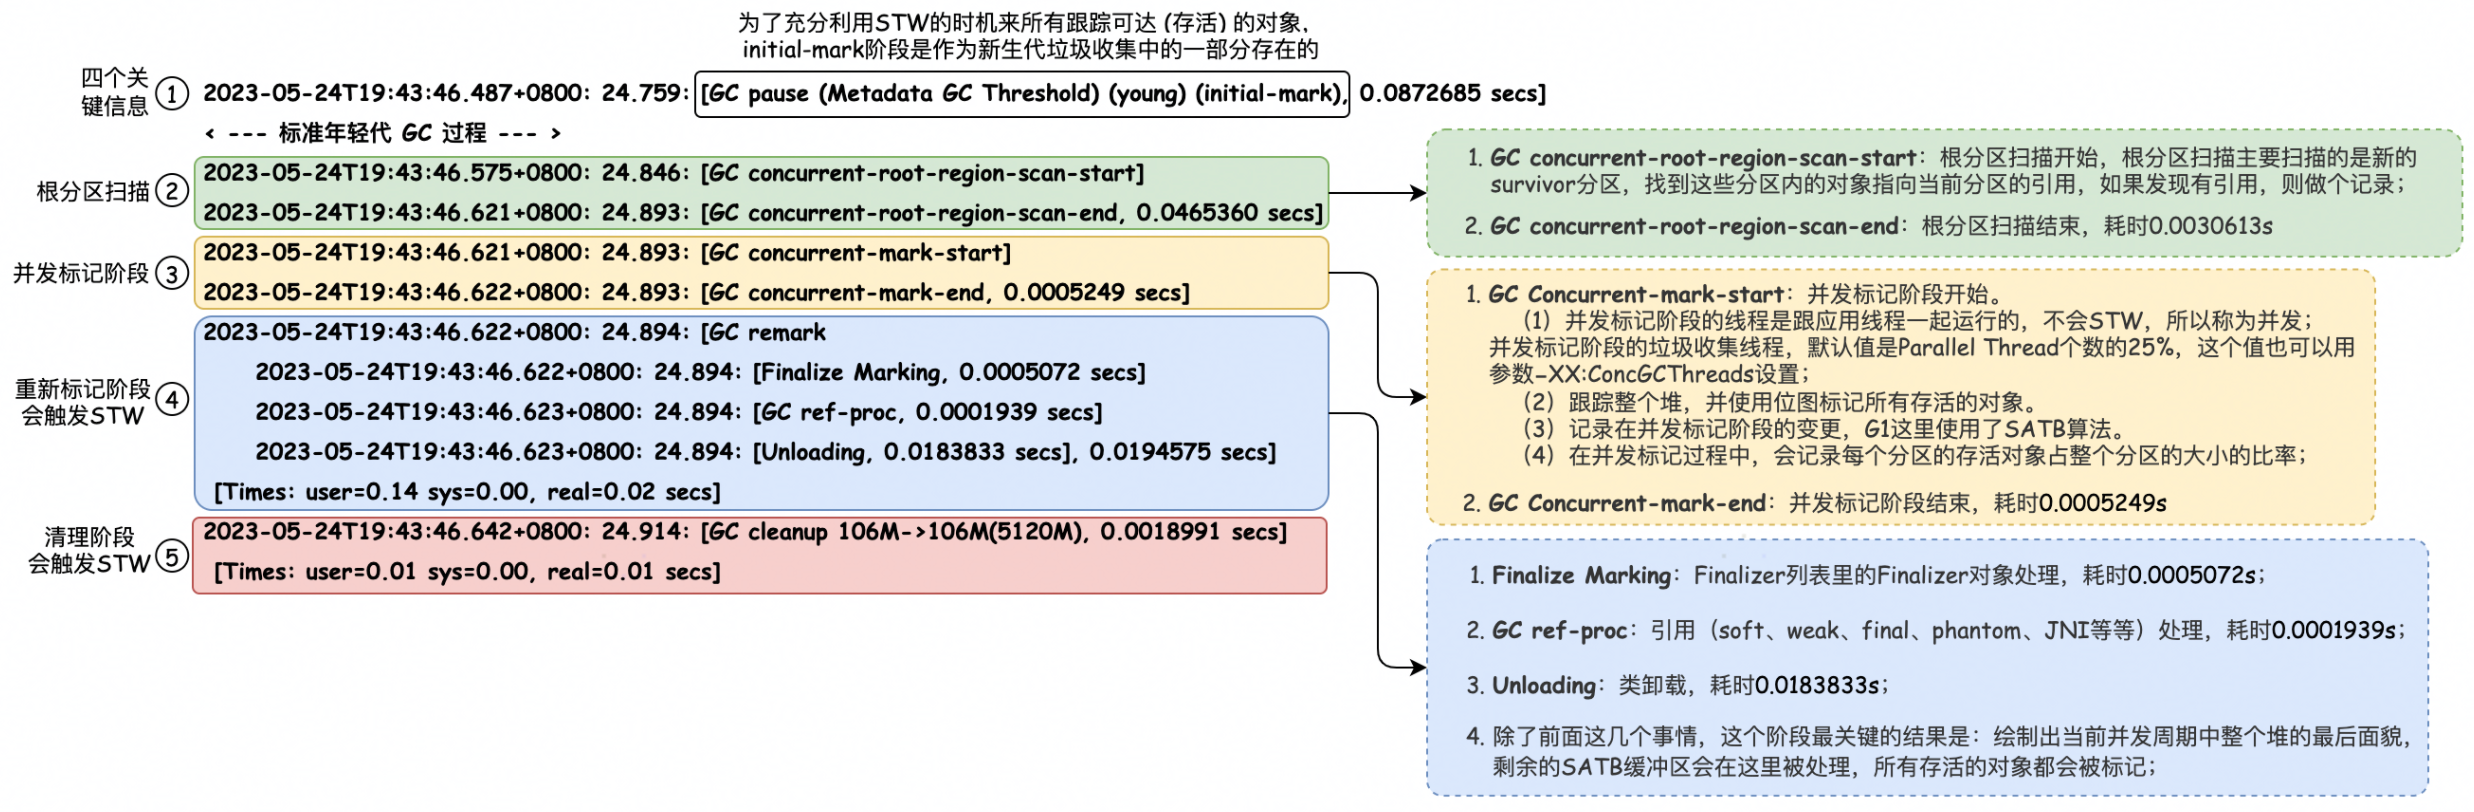 为了充分利用STW的时机来所有跟踪可达 (存活) 的对象,
initial-mark阶段是作为新生代垃圾收集中的一部分存在的
四个关
键信息
1
2023-05-24T19:43:46.487+0800: 24.759: [GC pause (Metadata GC Threshold) (young) (initial-mark), 0.0872685 secs]
< --- 标准年轻代 GC 过程 --- >
根分区扫描
2
2023-05-24T19:43:46.575+0800: 24.846: [GC concurrent-root-region-scan-start]
2023-05-24T19:43:46.621+0800: 24.893: [GC concurrent-root-region-scan-end, 0.0465360 secs]
并发标记阶段
3
2023-05-24T19:43:46.621+0800: 24.893: [GC concurrent-mark-start]
2023-05-24T19:43:46.622+0800: 24.893: [GC concurrent-mark-end, 0.0005249 secs]
重新标记阶段
会触发STW
4
2023-05-24T19:43:46.622+0800: 24.894: [GC remark
2023-05-24T19:43:46.622+0800: 24.894: [Finalize Marking, 0.0005072 secs]
2023-05-24T19:43:46.623+0800: 24.894: [GC ref-proc, 0.0001939 secs]
2023-05-24T19:43:46.623+0800: 24.894: [Unloading, 0.0183833 secs], 0.0194575 secs]
[Times: user=0.14 sys=0.00, real=0.02 secs]
清理阶段
会触发STW
5
2023-05-24T19:43:46.642+0800: 24.914: [GC cleanup 106M->106M(5120M), 0.0018991 secs]
[Times: user=0.01 sys=0.00, real=0.01 secs]
1. GC concurrent-root-region-scan-start：根分区扫描开始，根分区扫描主要扫描的是新的
survivor分区，找到这些分区内的对象指向当前分区的引用，如果发现有引用，则做个记录；
2. GC concurrent-root-region-scan-end：根分区扫描结束，耗时0.0030613s
1. GC Concurrent-mark-start：并发标记阶段开始。
（1）并发标记阶段的线程是跟应用线程一起运行的，不会STW，所以称为并发；
并发标记阶段的垃圾收集线程，默认值是Parallel Thread个数的25%，这个值也可以用
参数-XX:ConcGCThreads设置；
（2）跟踪整个堆，并使用位图标记所有存活的对象。
（3）记录在并发标记阶段的变更，G1这里使用了SATB算法。
（4）在并发标记过程中，会记录每个分区的存活对象占整个分区的大小的比率；
2. GC Concurrent-mark-end：并发标记阶段结束，耗时0.0005249s
1. Finalize Marking：Finalizer列表里的Finalizer对象处理，耗时0.0005072s；
2. GC ref-proc：引用（soft、weak、final、phantom、JNI等等）处理，耗时0.0001939s；
3. Unloading：类卸载，耗时0.0183833s；
4. 除了前面这几个事情，这个阶段最关键的结果是：绘制出当前并发周期中整个堆的最后面貌，
剩余的SATB缓冲区会在这里被处理，所有存活的对象都会被标记；